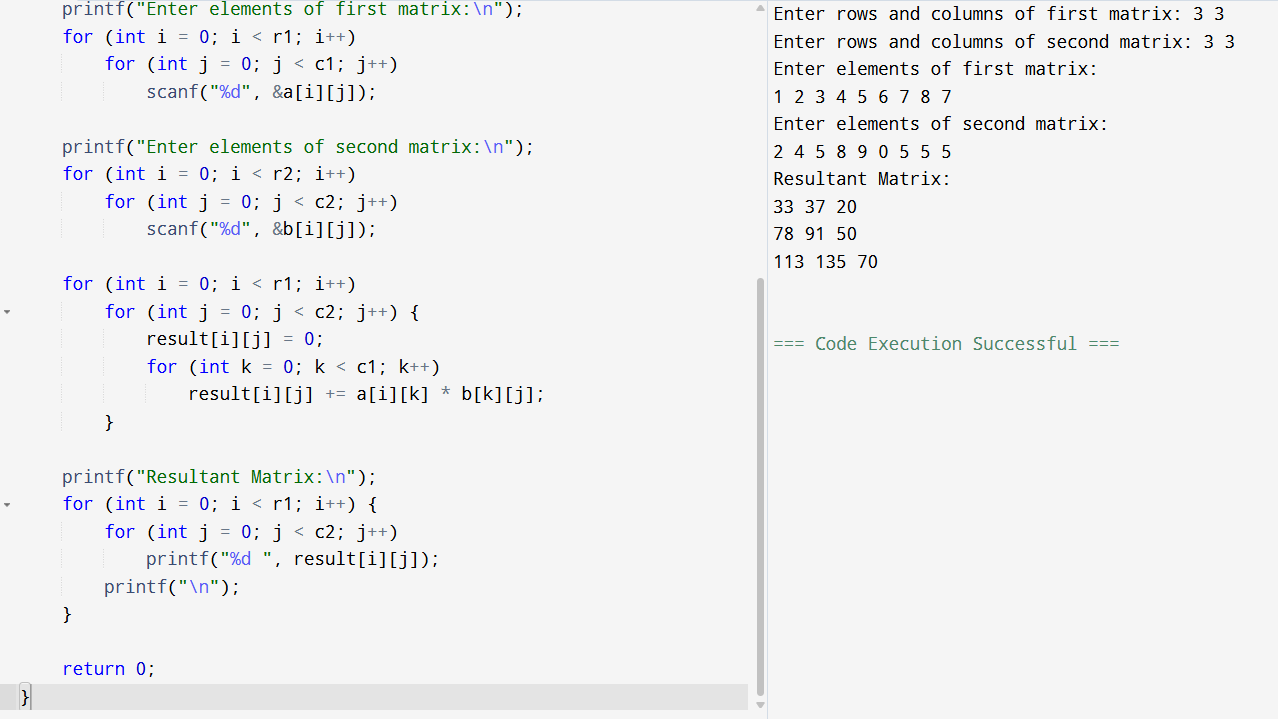 printf("Enter elements of first matrix:\n");
for (int i = 0; i < r1; i++)
for (int j = 0; j < c1; j++)
scanf("%d", &a[i][j]);
printf("Enter elements of second matrix:\n");
for (int i = 0; i < r2; i++)
for (int j = 0; j < c2; j++)
scanf("%d", &b[i][j]);
for (int i = 0; i < r1; i++)
for (int j = 0; j < c2; j++) {
result[i][j] = 0;
for (int k = 0; k < c1; k++)
result[i][j] += a[i][k] * b[k][j];
}
printf("Resultant Matrix:\n");
for (int i = 0; i < r1; i++) {
for (int j = 0; j < c2; j++)
printf("%d ", result[i][j]);
printf("\n");
}
return 0;
}
Enter rows and columns of first matrix: 3 3
Enter rows and columns of second matrix: 3 3
Enter elements of first matrix:
1 2 3 4 5 6 7 8 7
Enter elements of second matrix:
2 4 5 8 9 0 5 5 5
Resultant Matrix:
33 37 20
78 91 50
113 135 70
=== Code Execution Successful ===